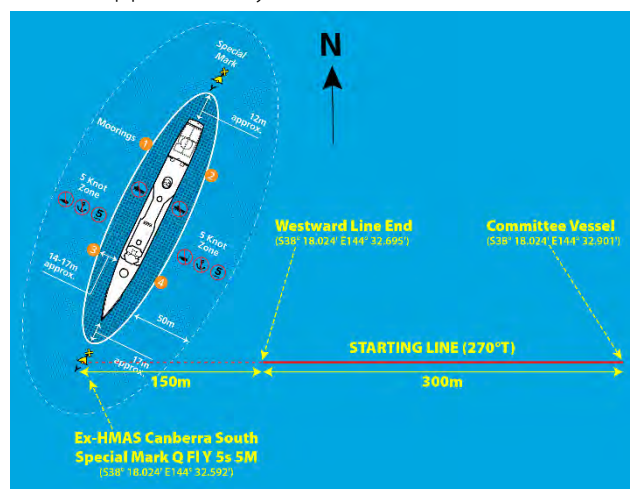 Special
Mark
N
12m
approx.
Moorings
1
2
5 Knot
Zone
5
5 Knot
Zone
5
3
4
14-17m
approx.
50m
17m
approx.
Westward Line End
(S38° 18.024' E144° 32.695')
Committee Vessel
(S38° 18.024' E144° 32.901')
STARTING LINE (270°T)
150m
300m
Ex-HMAS Canberra South
Special Mark Q Fl Y 5s 5M
(S38° 18.024' E144° 32.592')